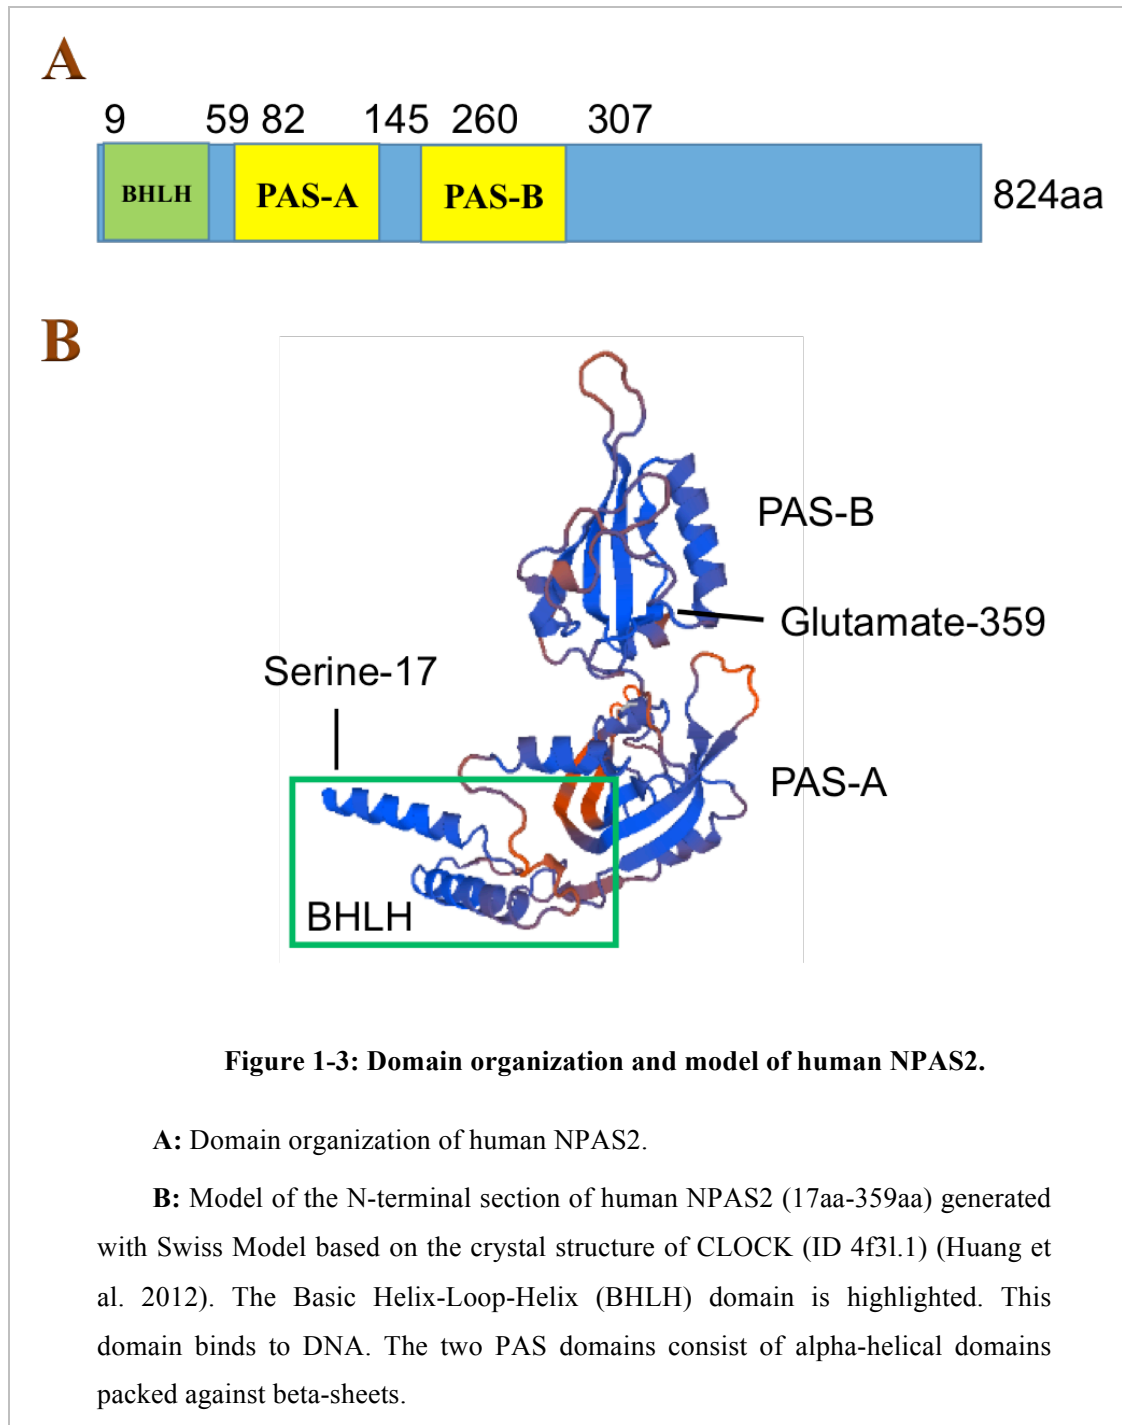 A
9 59 82 145 260 307
BHLH PAS-A PAS-B 824aa
B
PAS-B
Glutamate-359
Serine-17
PAS-A
BHLH
Figure 1-3: Domain organization and model of human NPAS2.
A: Domain organization of human NPAS2.
B: Model of the N-terminal section of human NPAS2 (17aa-359aa) generated
with Swiss Model based on the crystal structure of CLOCK (ID 4f3l.1) (Huang et
al. 2012). The Basic Helix-Loop-Helix (BHLH) domain is highlighted. This
domain binds to DNA. The two PAS domains consist of alpha-helical domains
packed against beta-sheets.